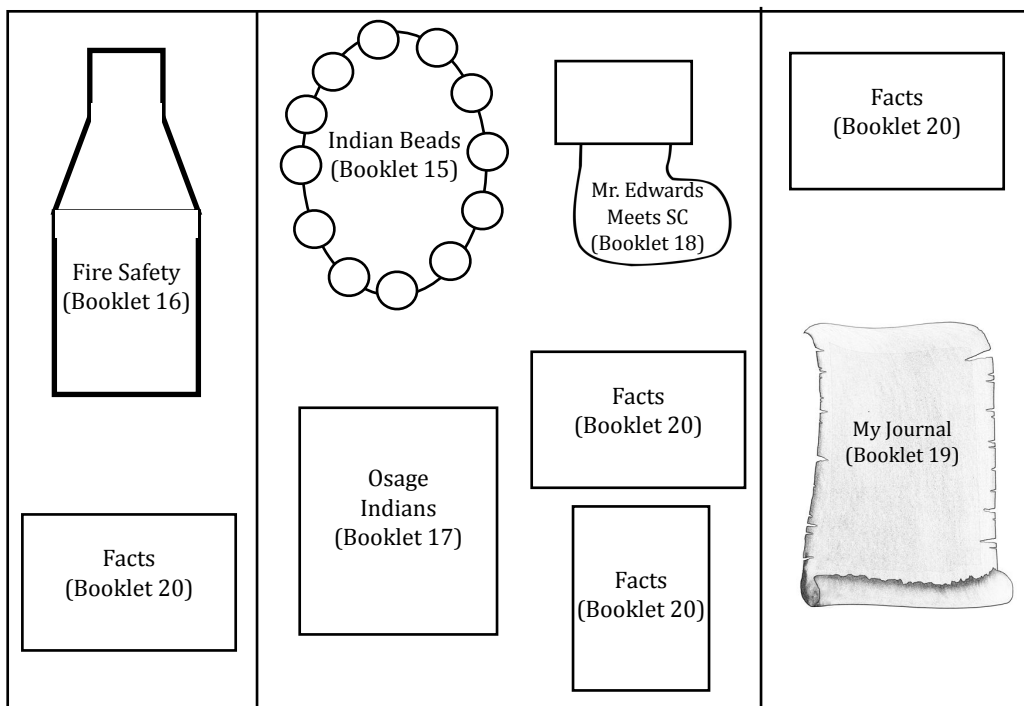 Fire Safety
(Booklet 16)
Facts
(Booklet 20)
Indian Beads
(Booklet 15)
Mr. Edwards
Meets SC
(Booklet 18)
Osage
Indians
(Booklet 17)
Facts
(Booklet 20)
Facts
(Booklet 20)
Facts
(Booklet 20)
My Journal
(Booklet 19)